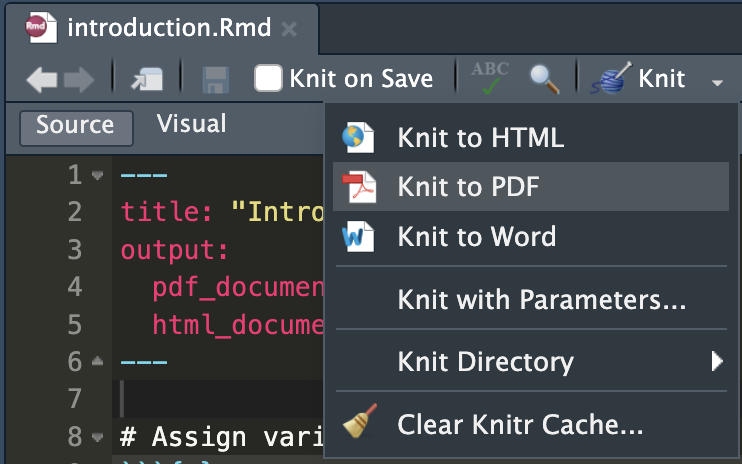 introduction.Rmd
Knit on Save ABC Knit
Source Visual
Knit to HTML
Knit to PDF
Knit to Word
Knit with Parameters...
Knit Directory
Clear Knitr Cache...
1 ---
2 title: "Intro
3 output:
4 pdf_documen
5 html_docume
6 ---
7
8 # Assign vari